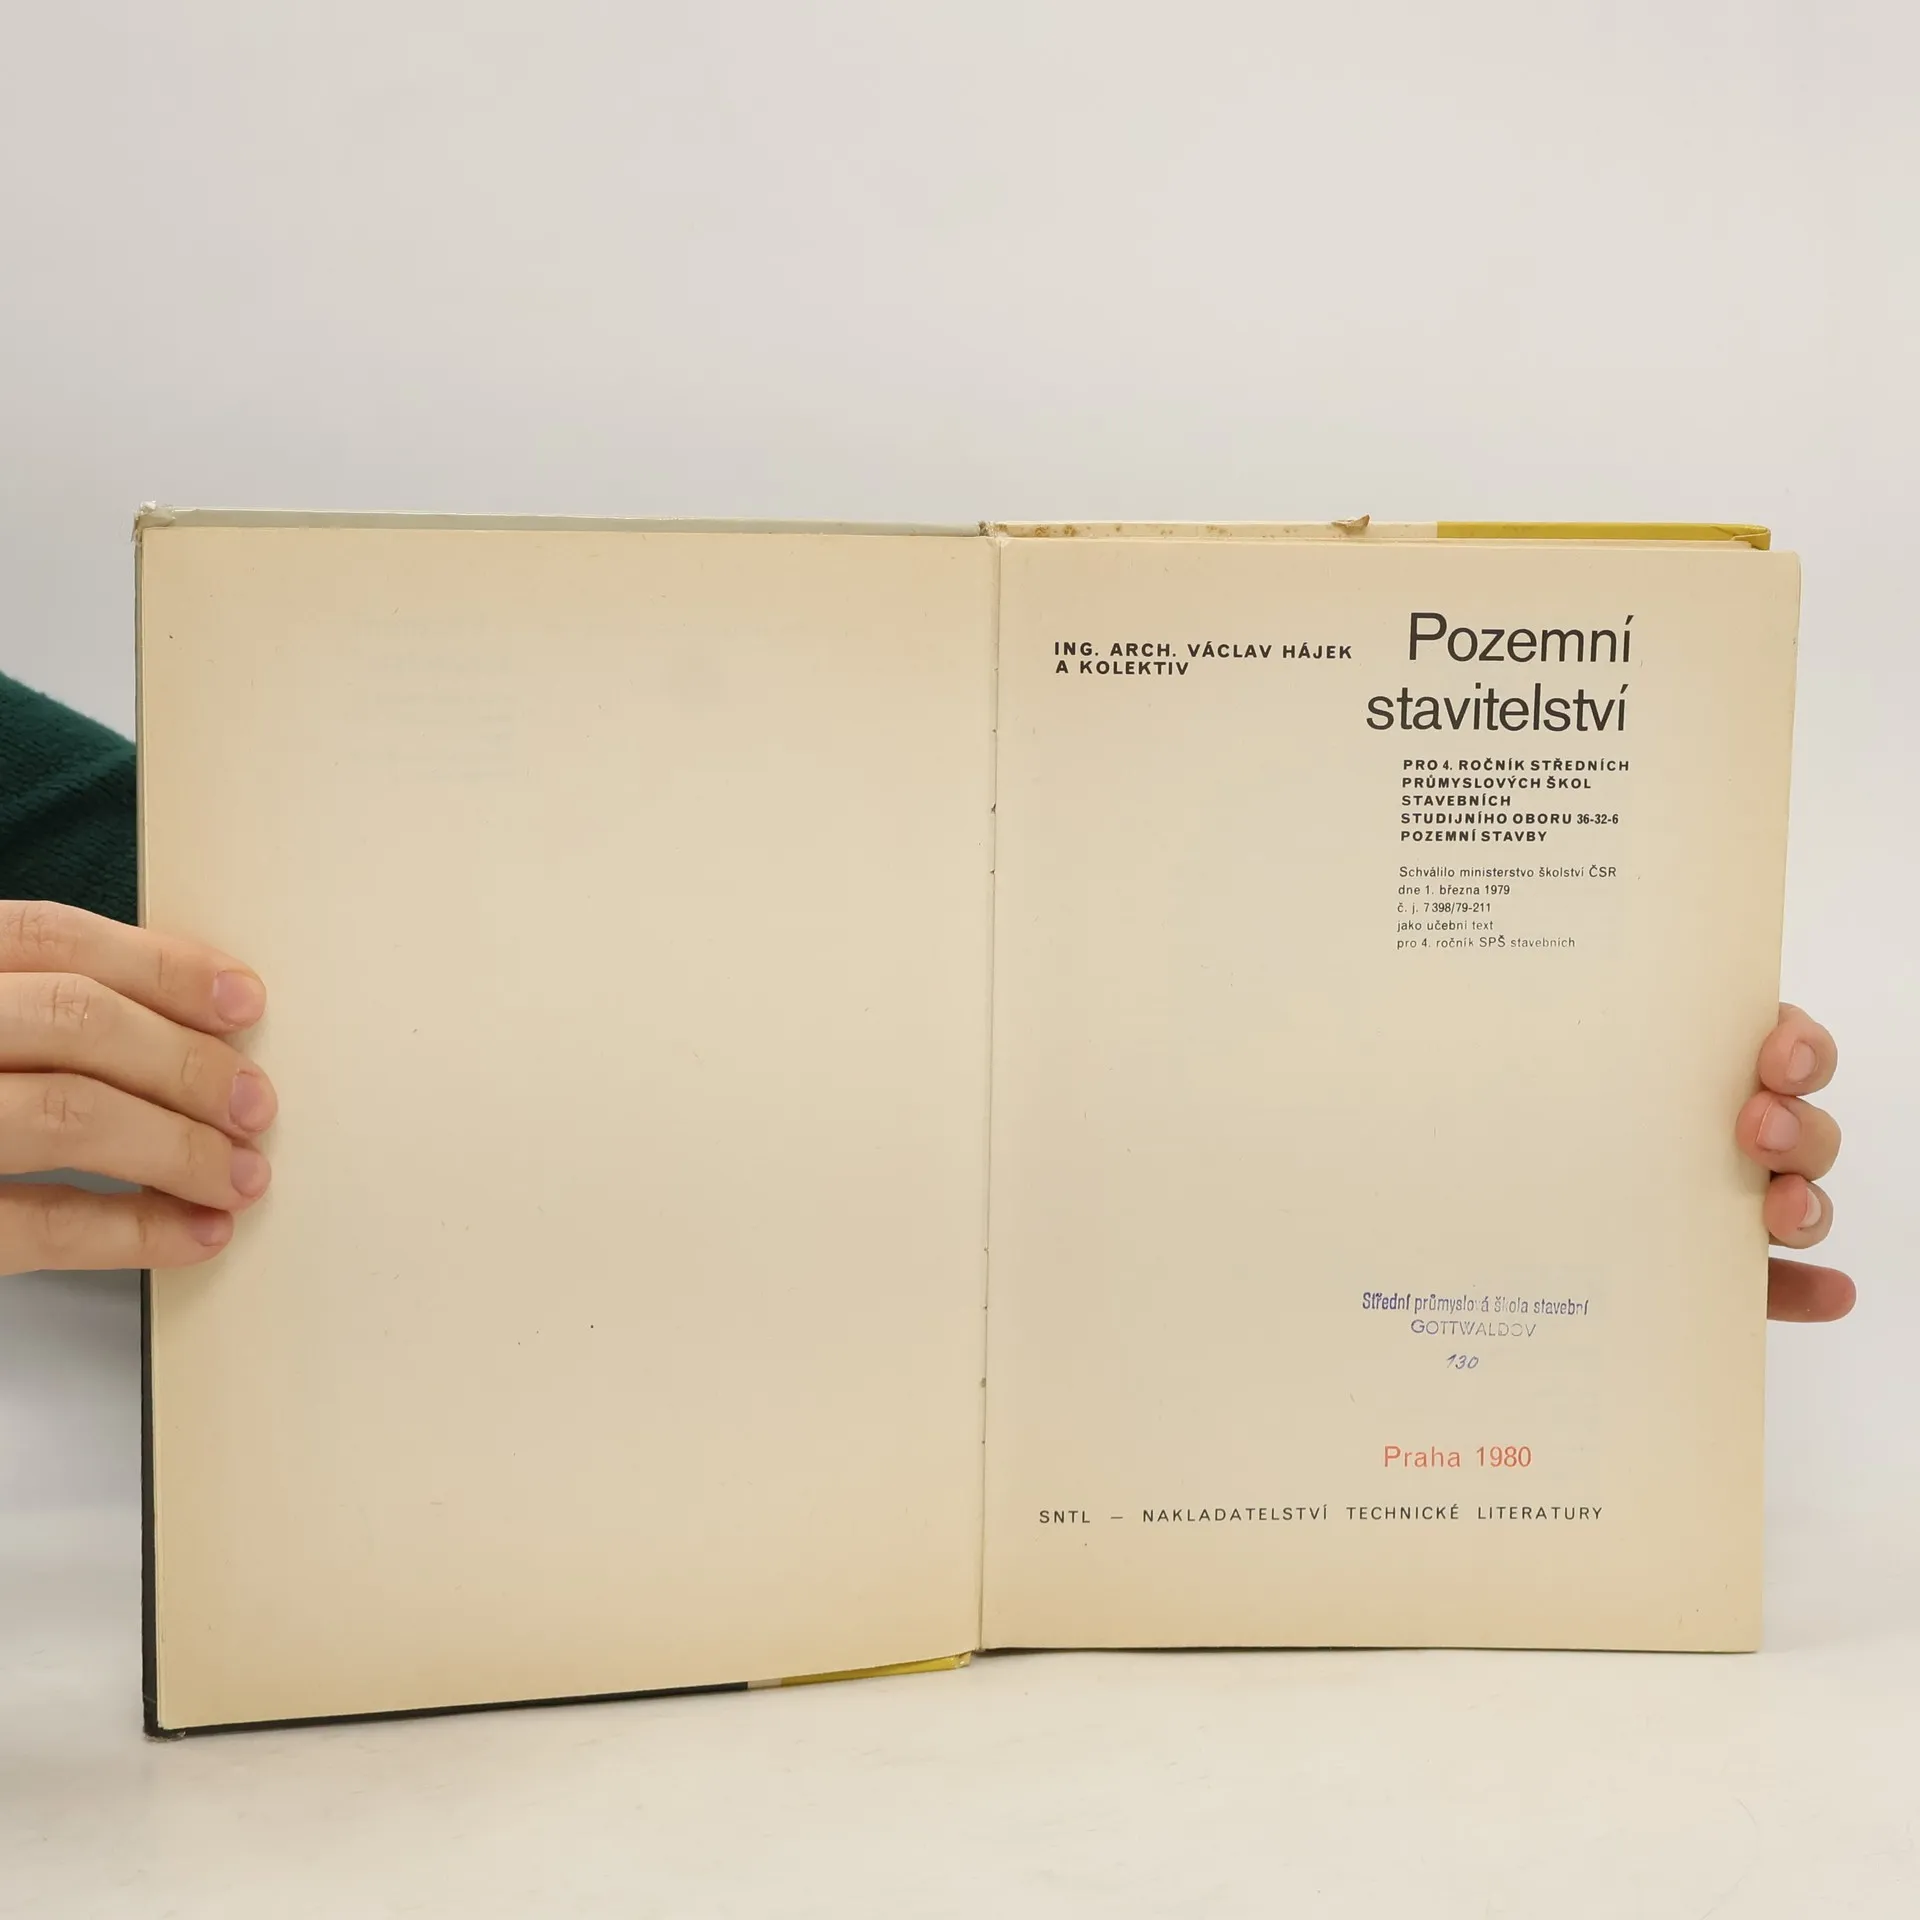 ING. ARCH. VÁCLAV HÁJEK
A KOLEKTIV
Pozemní
stavitelství
PRO 4. ROČNÍK STŘEDNÍCH
PRŮMYSLOVÝCH ŠKOL
STAVEBNÍCH
STUDIJNÍHO OBORU 36-32-6
POZEMNÍ STAVBY
Schválilo ministerstvo školství ČSR
dne 1. března 1979
č. j. 7 398/79-211
jako učební text
pro 4. ročník SPŠ stavebních
Střední průmyslová škola stavební
GOTTWALDOV
130
Praha 1980
SNTL — NAKLADATELSTVÍ TECHNICKÉ LITERATURY